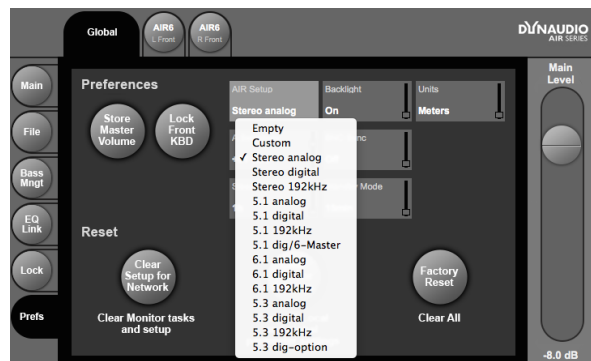 Global
AIR6
L Front
AIR6
R Front
DYNAUDIO
AIR SERIES
Main
File
Bass
Mngt
EQ
Link
Lock
Prefs
Preferences
Store
Master
Volume
Lock
Front
KBD
AIR Setup
Stereo analog
Backlight
On
Units
Meters
Mode
Empty
Custom
✓ Stereo analog
Stereo digital
Stereo 192kHz
5.1 analog
5.1 digital
5.1 192kHz
5.1 dig/6-Master
6.1 analog
6.1 digital
6.1 192kHz
5.3 analog
5.3 digital
5.3 192kHz
5.3 dig-option
Reset
Clear
Setup for
Network
Clear Monitor tasks
and setup
Factory
Reset
Clear All
Main
Level
-8.0 dB